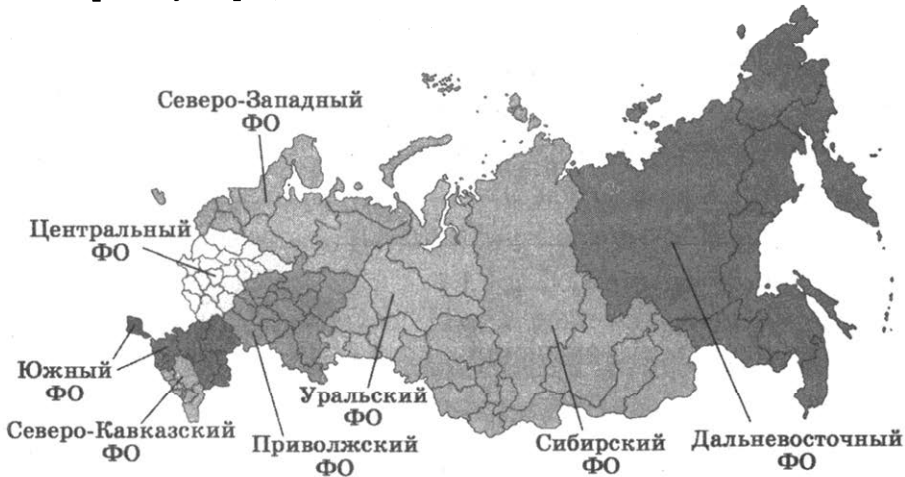 Северо-Западный
ФО
Центральный
ФО
Южный
ФО
Северо-Кавказский
ФО
Приволжский
ФО
Уральский
ФО
Сибирский
ФО
Дальневосточный
ФО